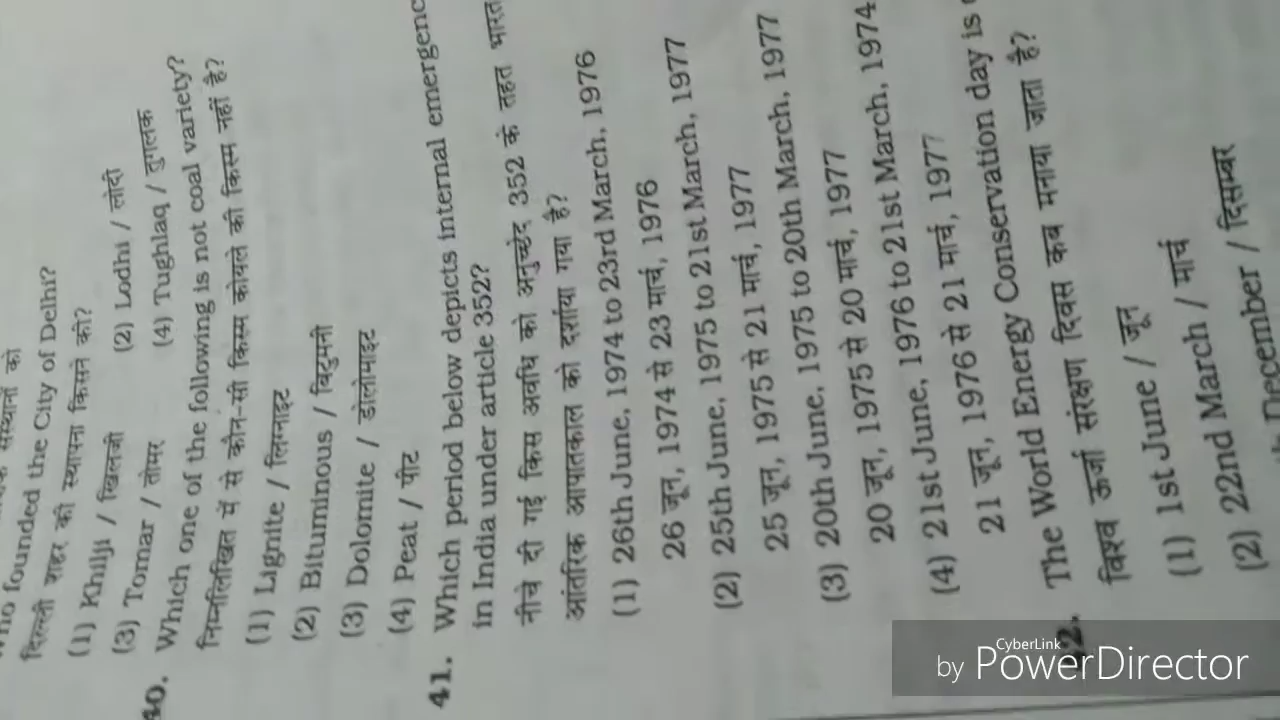 founded the City of Delhi?
दिल्ली शहर की स्थापना किसने की?
(1) Khilji / खिलजी (2) Lodhi / लोदी
(3) Tomar / तोमर (4) Tughlaq / तुगलक
40. Which one of the following is not coal variety?
निम्नलिखित में से कौन-सी किस्म कोयले की किस्म नहीं है?
(1) Lignite / लिग्नाइट
(2) Bituminous / बिटुमनी
(3) Dolomite / डोलोमाइट
(4) Peat / पीट
41. Which period below depicts internal
in India under article 352?
नीचे दी गई किस अवधि को अनुच्छेद 352 के तहत भारत
आंतरिक आपातकाल को दर्शाया गया है?
(1) 26th June, 1974 to 23rd March, 1976
26 जून, 1974 से 23 मार्च, 1976
(2) 25th June, 1975 to 21st March, 1977
25 जून, 1975 से 21 मार्च, 1977
(3) 20th June, 1975 to 20th March, 1977
20 जून, 1975 से 20 मार्च, 1977
(4) 21st June, 1976 to 21st March, 1974
21 जून, 1976 से 21 मार्च, 1977
The World Energy Conservation day is
विश्व ऊर्जा संरक्षण दिवस कब मनाया जाता है?
(1) 1st June / जून
(2) 22nd March / मार्च
December / दिसम्बर
CyberLink
by PowerDirector